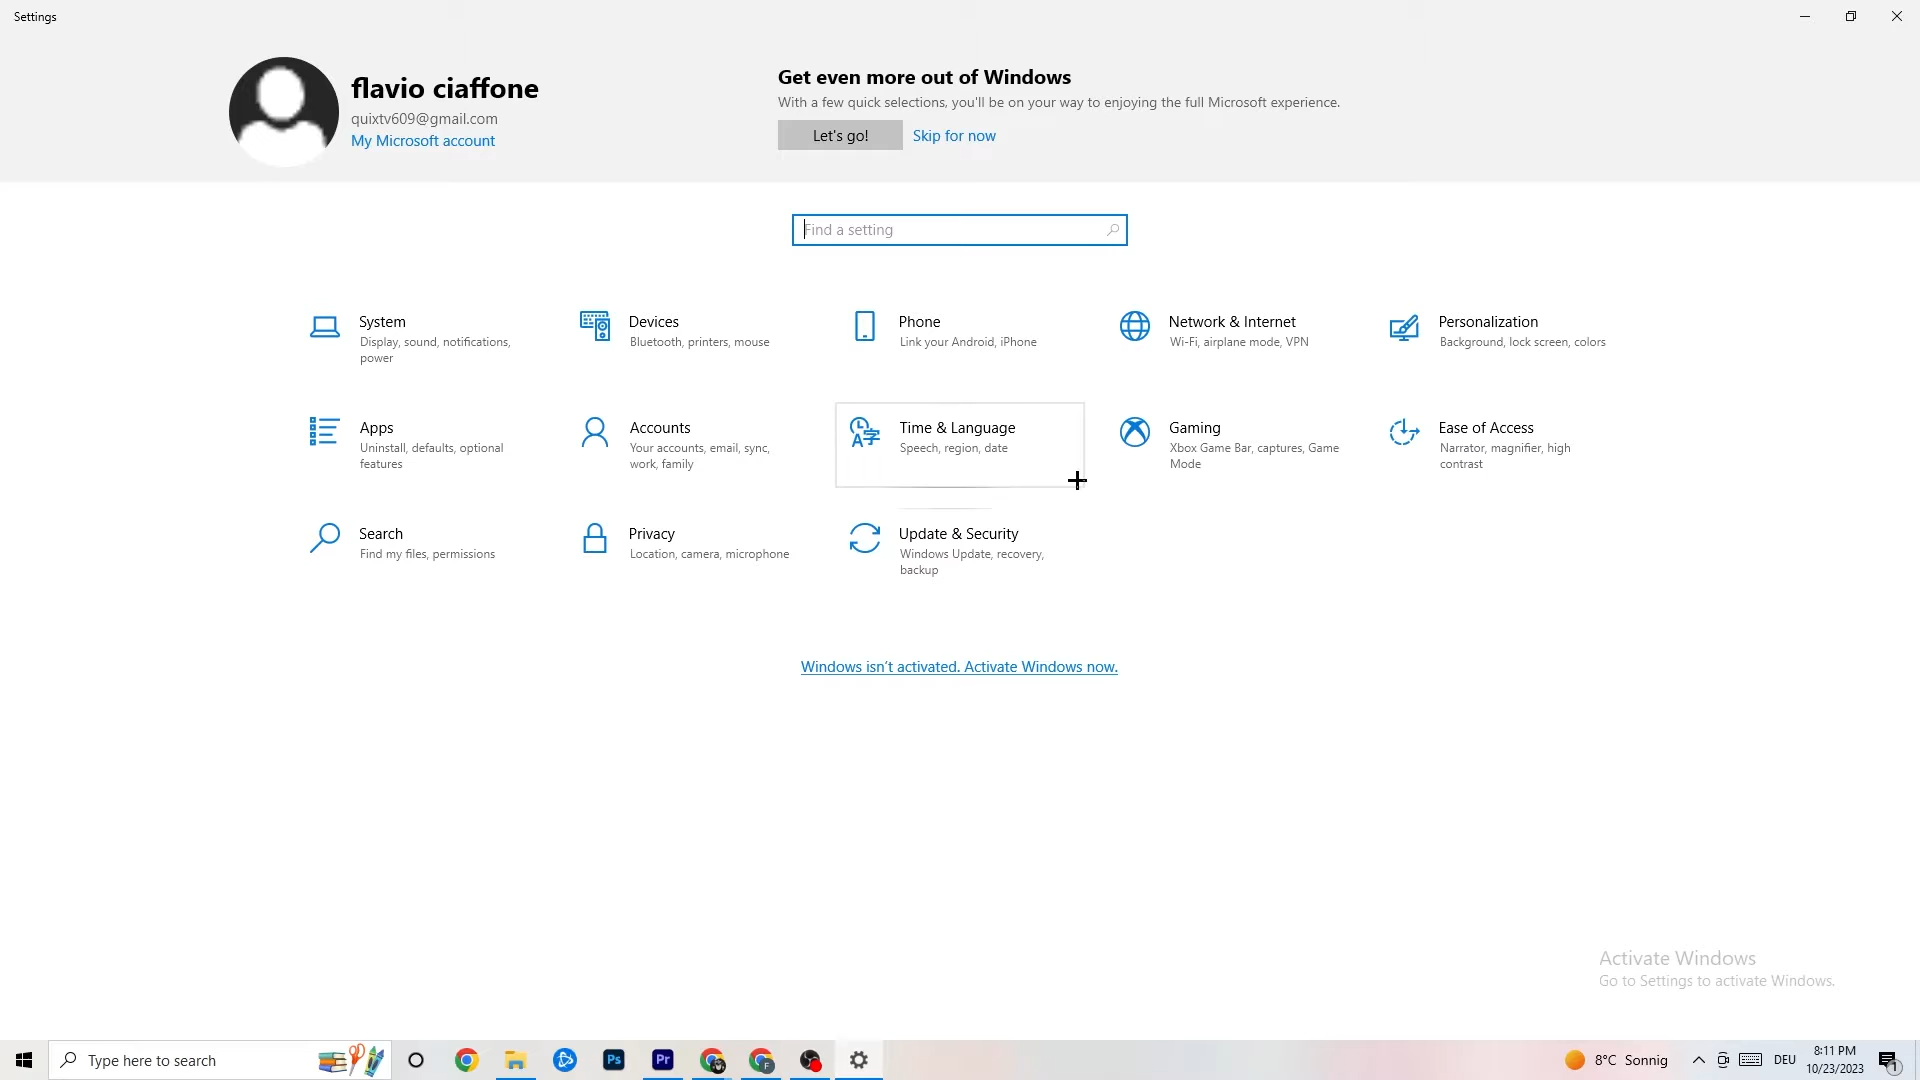 Settings
flavio ciaffone
quixtv609@gmail.com
My Microsoft account
Get even more out of Windows
With a few quick selections, you'll be on your way to enjoying the full Microsoft experience.
Let's go!
Skip for now
Find a setting
System
Display, sound, notifications,
power
Devices
Bluetooth, printers, mouse
Phone
Link your Android, iPhone
Network & Internet
Wi-Fi, airplane mode, VPN
Personalization
Background, lock screen, colors
Apps
Uninstall, defaults, optional
features
Accounts
Your accounts, email, sync,
work, family
Time & Language
Speech, region, date
Gaming
Xbox Game Bar, captures, Game
Mode
Ease of Access
Narrator, magnifier, high
contrast
Search
Find my files, permissions
Privacy
Location, camera, microphone
Update & Security
Windows Update, recovery,
backup
Windows isn't activated. Activate Windows now.
Activate Windows
Go to Settings to activate Windows.
Type here to search
Ps
Pr
F
8°C Sonnig
DEU
8:11 PM
10/23/2023
1